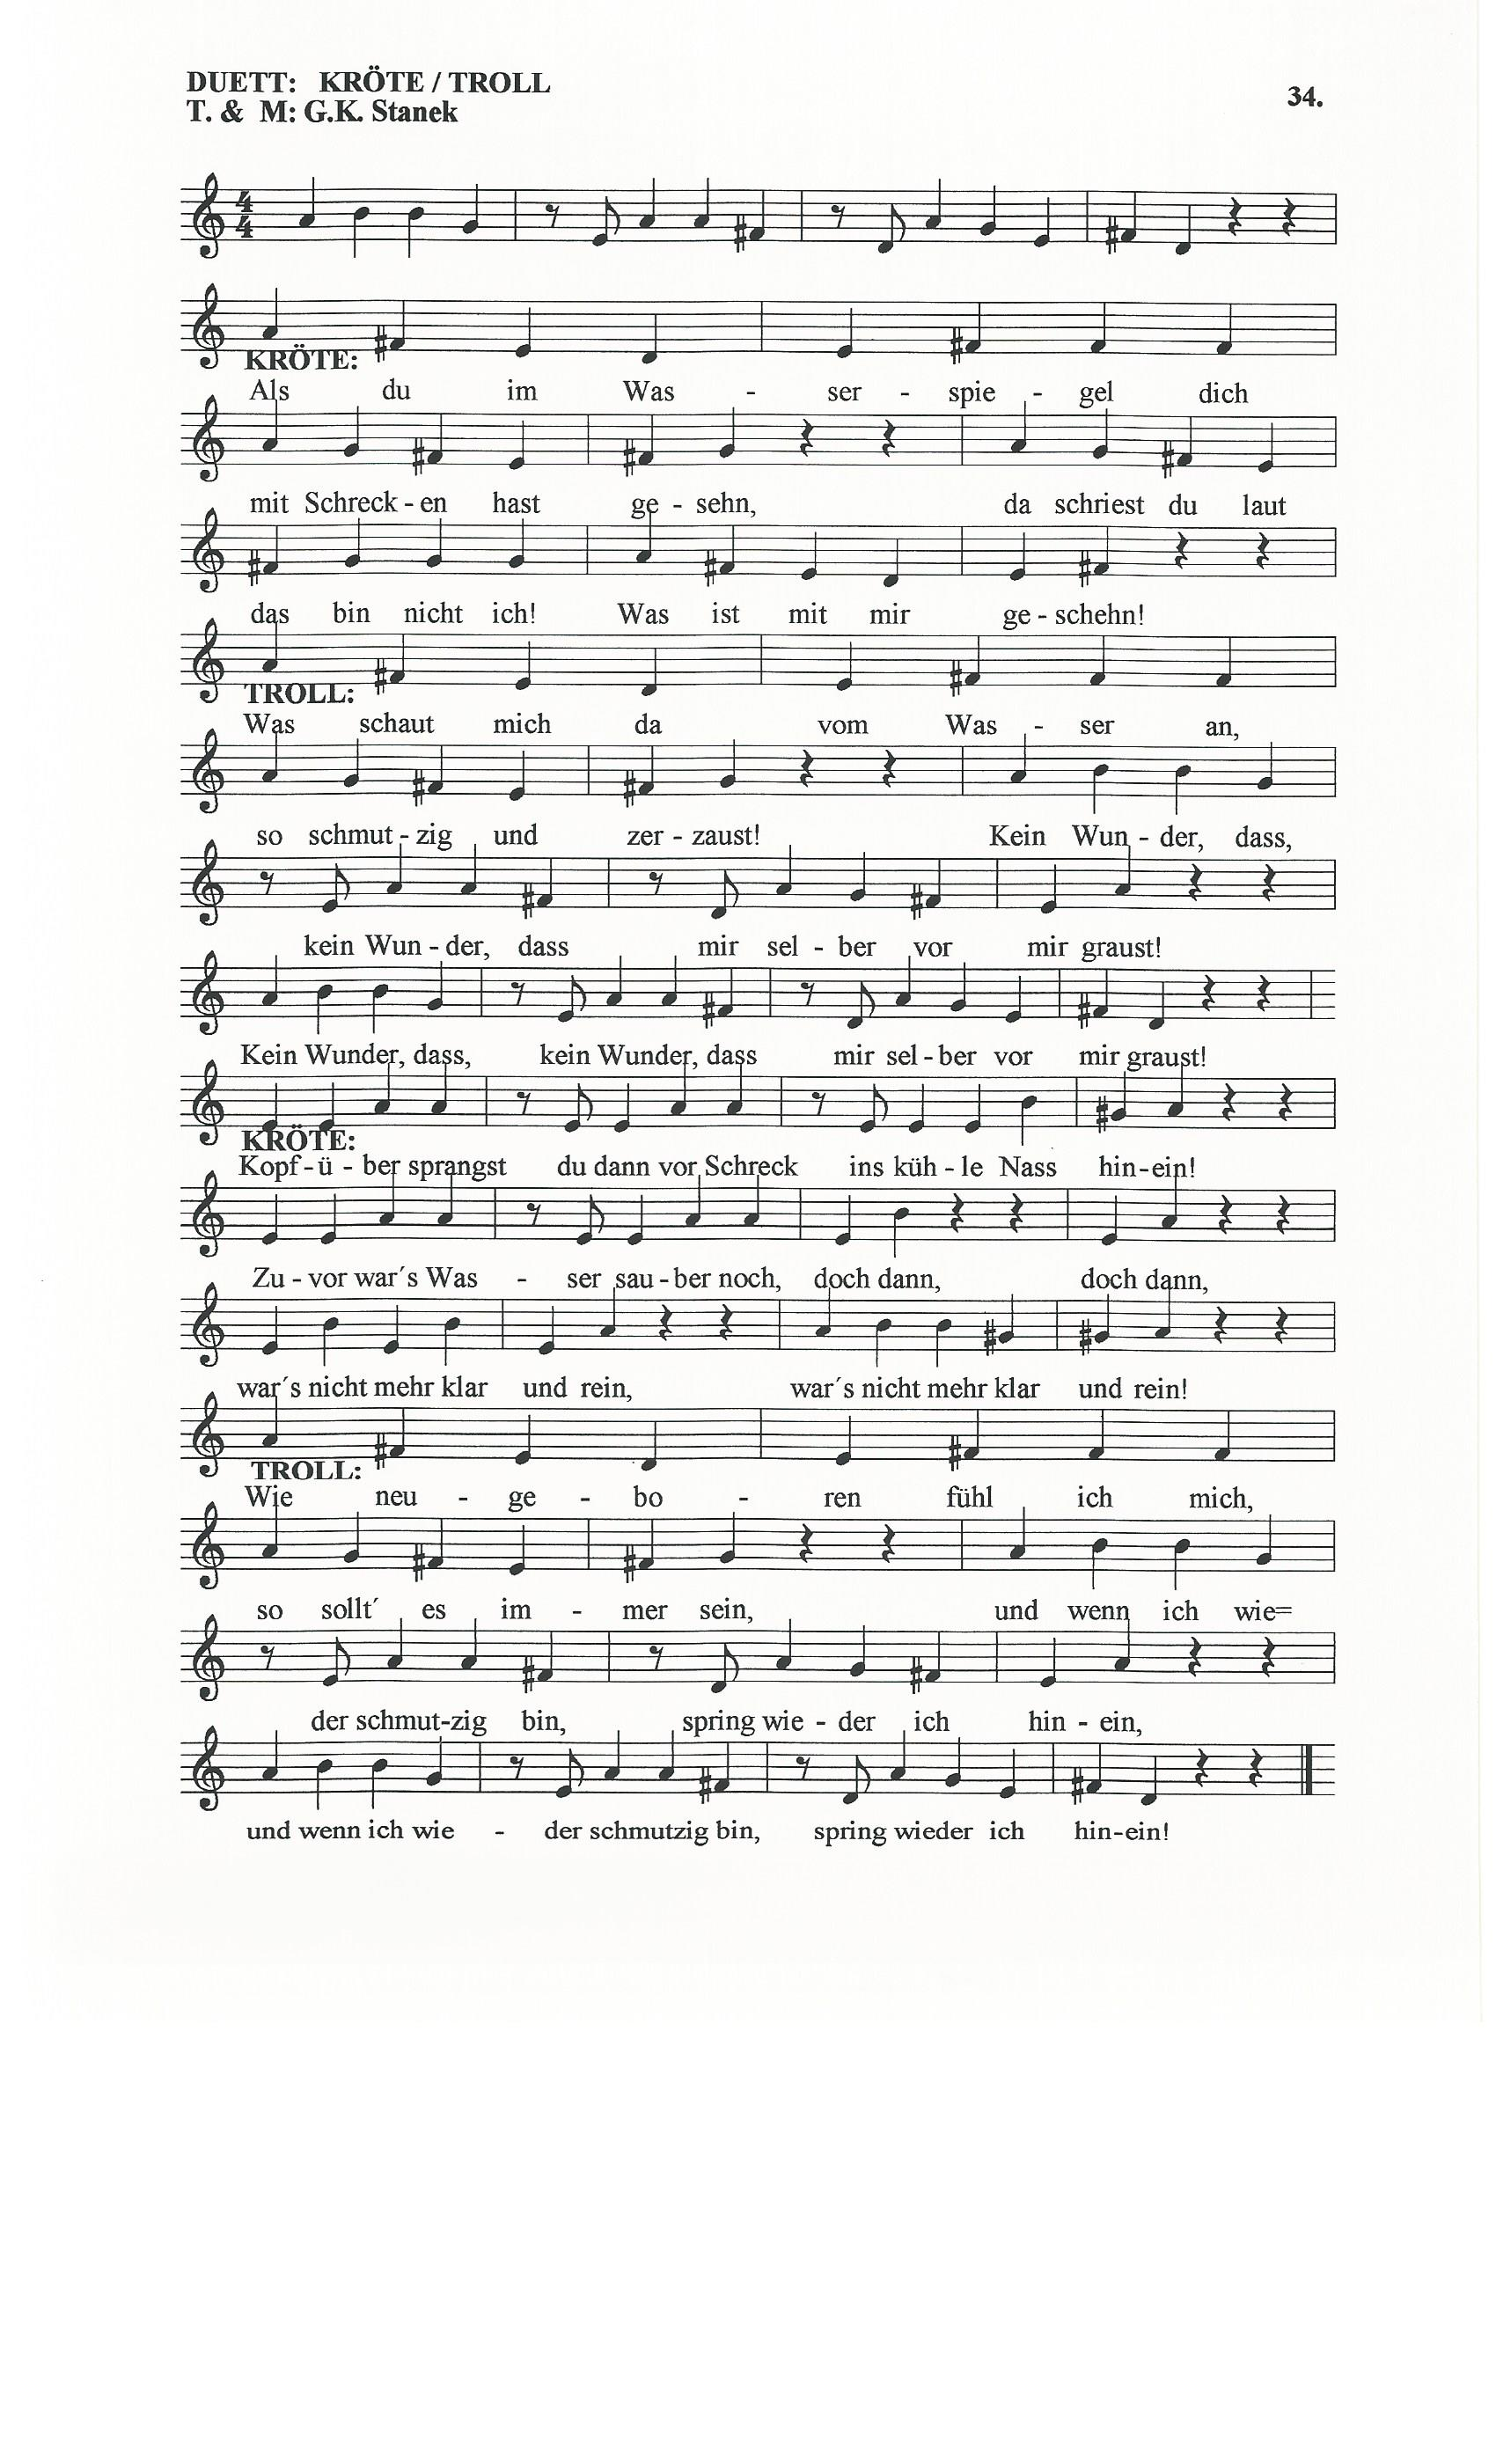 DUETT: KRÖTE / TROLL
T. & M: G.K. Stanek
34.
KRÖTE:
Als du im Was - ser - spie - gel dich
mit Schreck - en hast ge - sehn, da schriest du laut
das bin nicht ich! Was ist mit mir ge - schehn!
TROLL:
Was schaut mich da vom Was - ser an,
so schmut - zig und zer - zaust! Kein Wun - der, dass,
kein Wun - der, dass mir sel - ber vor mir graust!
Kein Wunder, dass, kein Wunder, dass mir sel - ber vor mir graust!
KRÖTE:
Kopf - ü - ber sprangst du dann vor Schreck ins küh - le Nass hin - ein!
Zu - vor war´s Was - ser sau - ber noch, doch dann, doch dann,
war´s nicht mehr klar und rein, war´s nicht mehr klar und rein!
TROLL:
Wie neu - ge - bo - ren fühl ich mich,
so sollt´ es im - mer sein, und wenn ich wie=
der schmut-zig bin, spring wie - der ich hin - ein,
und wenn ich wie - der schmutzig bin, spring wieder ich hin-ein!